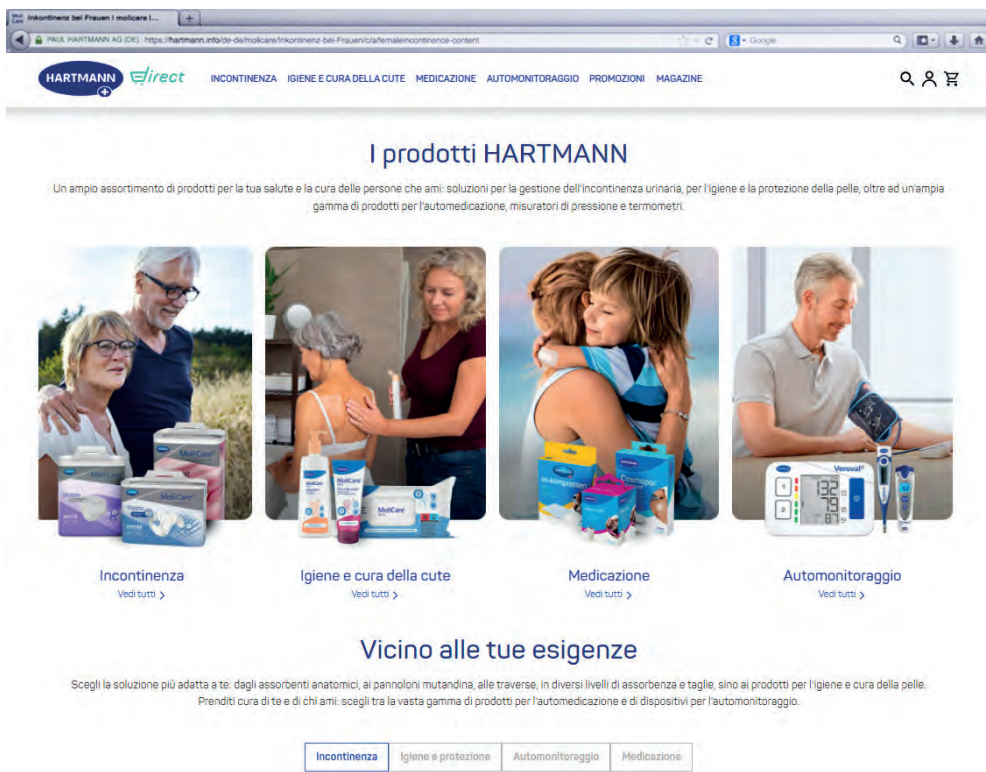 Inkontinenz bei Frauen | molicare I...
PAUL HARTMANN AG (DE) https://hartmann.info/de-de/molicare/Inkontinenz-bei-Frauen/c/a/femaleincontinence-content
Google
HARTMANN direct INCONTINENZA IGIENE E CURA DELLA CUTE MEDICAZIONE AUTOMONITORAGGIO PROMOZIONI MAGAZINE
I prodotti HARTMANN
Un ampio assortimento di prodotti per la tua salute e la cura delle persone che ami: soluzioni per la gestione dell'incontinenza urinaria, per l'igiene e la protezione della pelle, oltre ad un'ampia
gamma di prodotti per l'automedicazione, misuratori di pressione e termometri.
MoliCare
Mobile
MoliCare
MoliCare
Elastic
MoliCare
Cosmopor
Veroval®
1
2
132
79
87
Incontinenza
Vedi tutti >
Igiene e cura della cute
Vedi tutti >
Medicazione
Vedi tutti >
Automonitoraggio
Vedi tutti >
Vicino alle tue esigenze
Scegli la soluzione più adatta a te: dagli assorbenti anatomici, ai pannoloni mutandina, alle traverse, in diversi livelli di assorbenza e taglie, sino ai prodotti per l'igiene e cura della pelle.
Prenditi cura di te e di chi ami: scegli tra la vasta gamma di prodotti per l'automedicazione e di dispositivi per l'automonitoraggio.
Incontinenza Igiene e protezione Automonitoraggio Medicazione